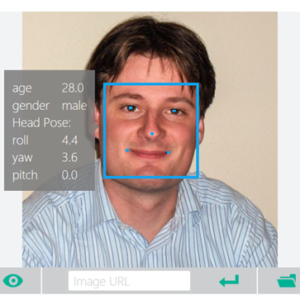 age 28.0
gender male
Head Pose:
roll 4.4
yaw 3.6
pitch 0.0
Image URL